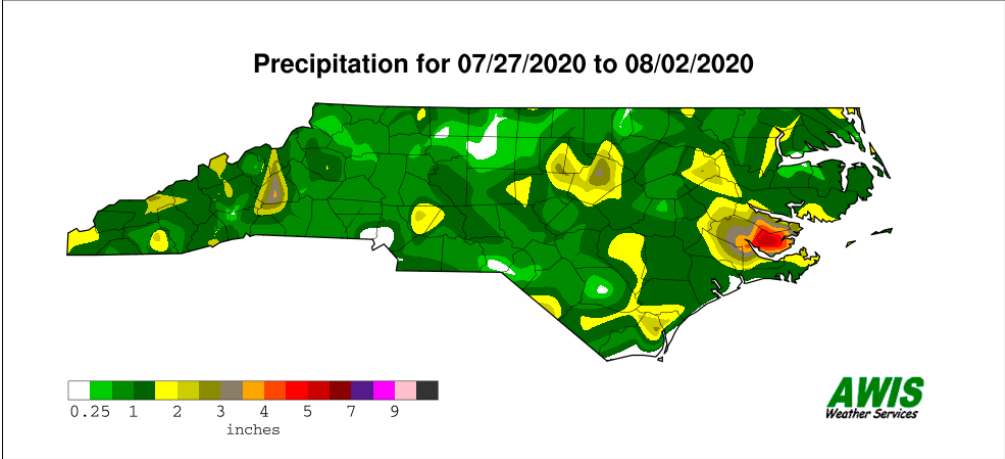 Precipitation for 07/27/2020 to 08/02/2020
0.25 1 2 3 4 5 7 9
inches
AWIS
Weather Services